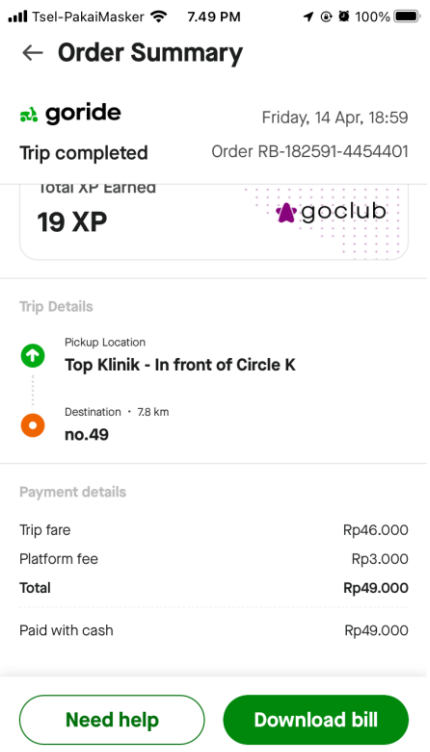 Tsel-PakaiMasker 7.49 PM 100%
Order Summary
goride Friday, 14 Apr, 18:59
Trip completed Order RB-182591-4454401
Total XP Earned
19 XP goclub
Trip Details
Pickup Location
Top Klinik - In front of Circle K
Destination • 7.8 km
no.49
Payment details
Trip fare Rp46.000
Platform fee Rp3.000
Total Rp49.000
Paid with cash Rp49.000
Need help Download bill